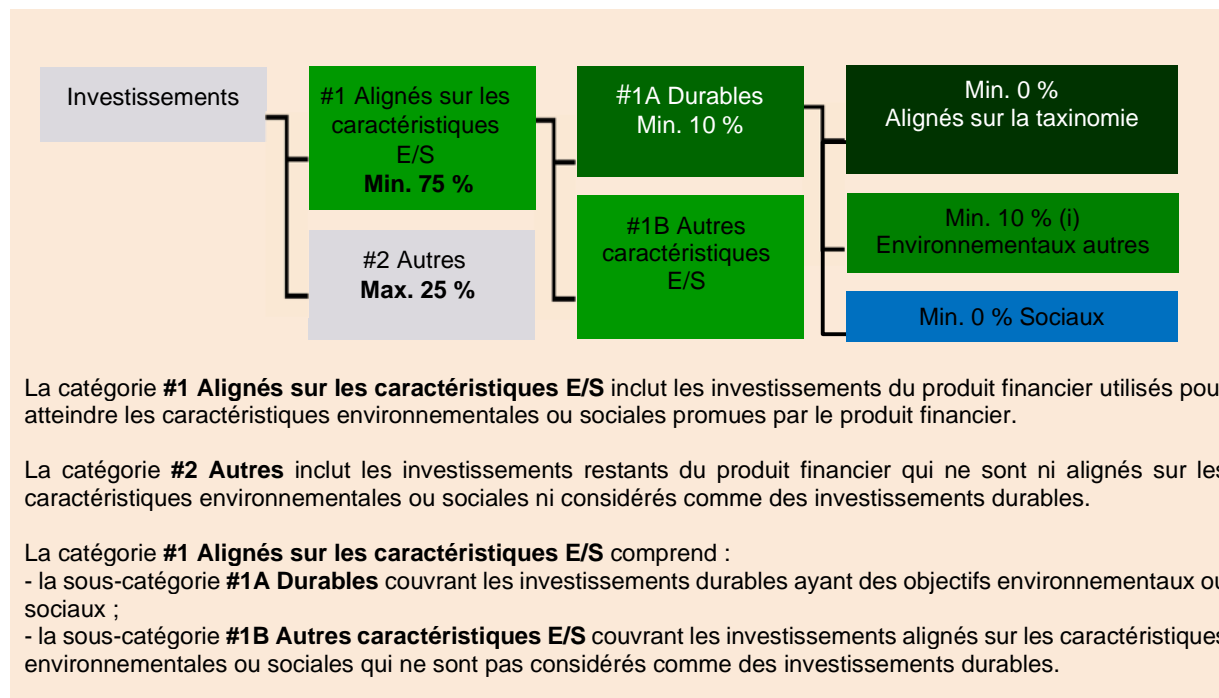 Investissements
#1 Alignés sur les
caractéristiques
E/S
Min. 75 %
#2 Autres
Max. 25 %
#1A Durables
Min. 10 %
#1B Autres
caractéristiques
E/S
Min. 0 %
Alignés sur la taxinomie
Min. 10 % (i)
Environnementaux autres
Min. 0 % Sociaux
La catégorie #1 Alignés sur les caractéristiques E/S inclut les investissements du produit financier utilisés pou
atteindre les caractéristiques environnementales ou sociales promues par le produit financier.
La catégorie #2 Autres inclut les investissements restants du produit financier qui ne sont ni alignés sur les
caractéristiques environnementales ou sociales ni considérés comme des investissements durables.
La catégorie #1 Alignés sur les caractéristiques E/S comprend :
- la sous-catégorie #1A Durables couvrant les investissements durables ayant des objectifs environnementaux ou
sociaux ;
- la sous-catégorie #1B Autres caractéristiques E/S couvrant les investissements alignés sur les caractéristiques
environnementales ou sociales qui ne sont pas considérés comme des investissements durables.